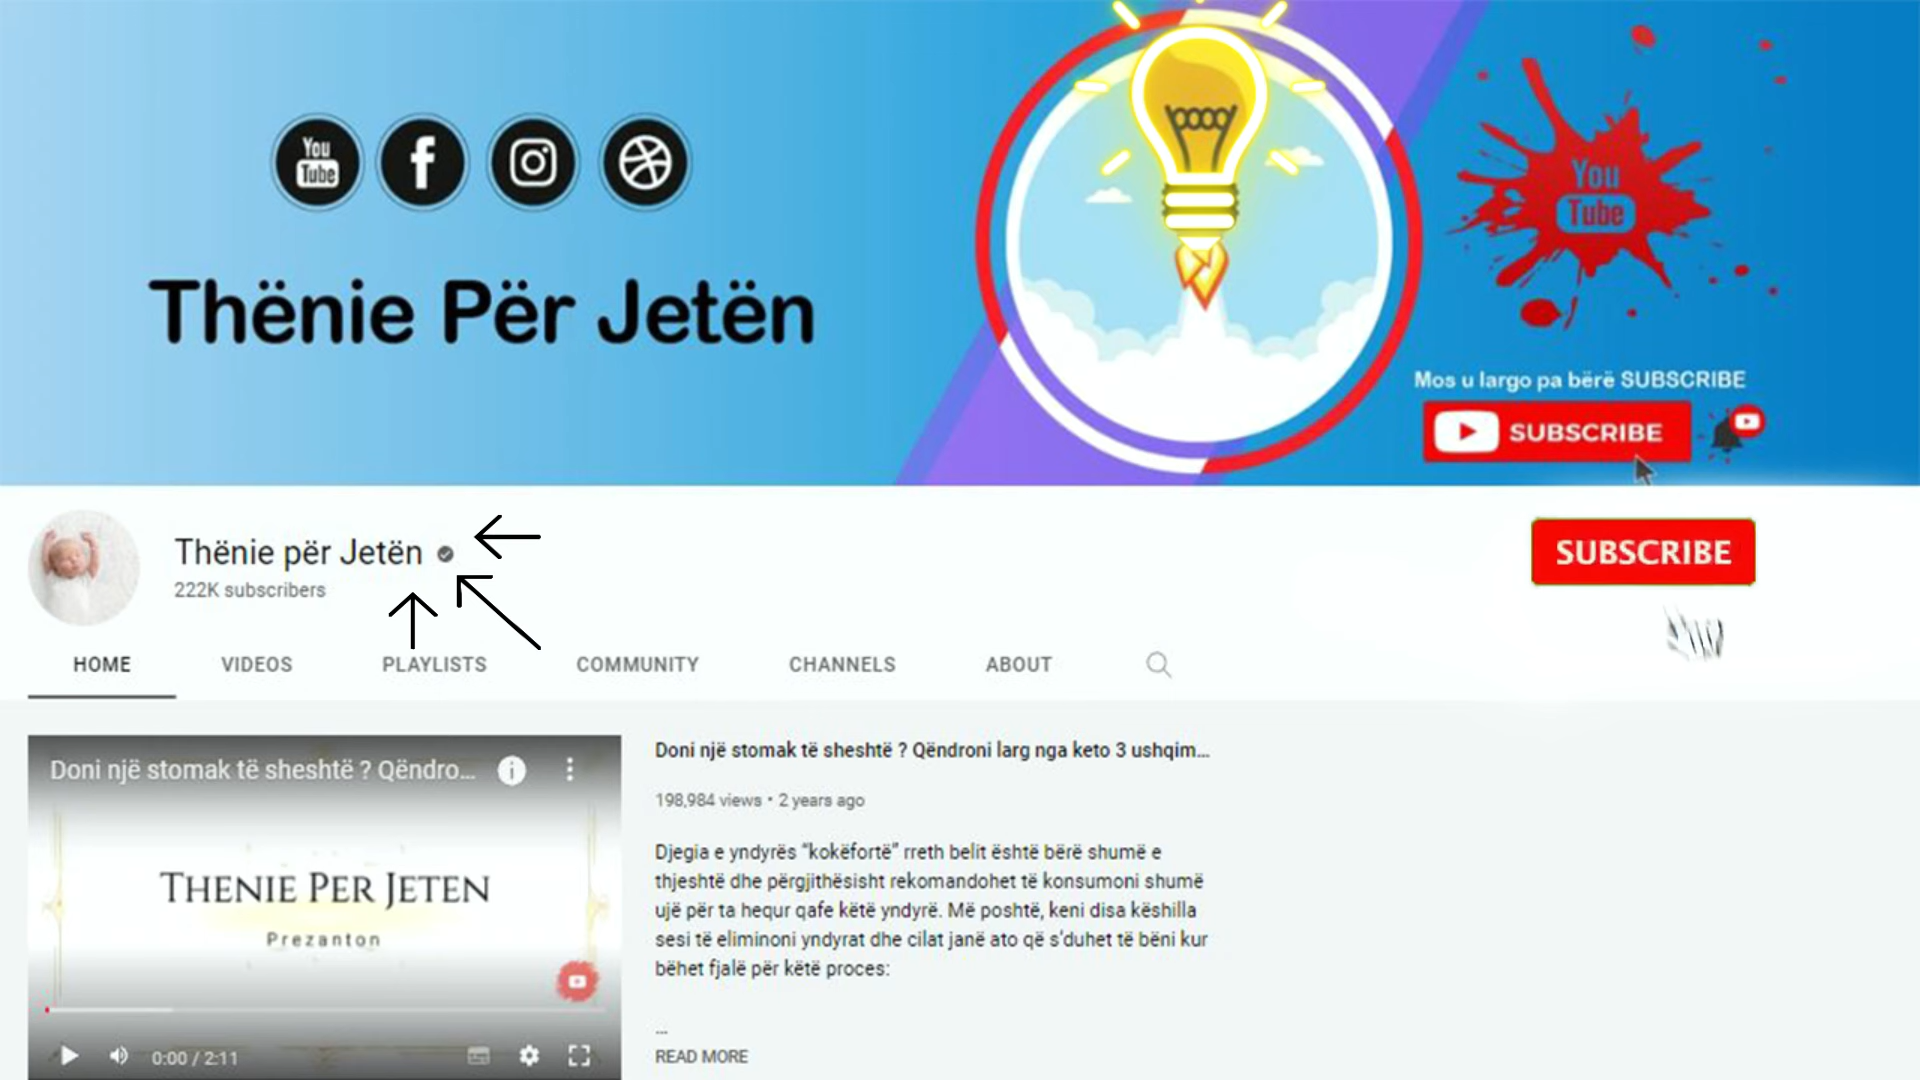 You
Tube
Thënie Për Jetën
You
Tube
Mos u largo pa bërë SUBSCRIBE
SUBSCRIBE
Thënie për Jetën
222K subscribers
SUBSCRIBE
HOME VIDEOS PLAYLISTS COMMUNITY CHANNELS ABOUT
Doni një stomak të sheshtë ? Qëndro...
THENIE PER JETEN
Prezanton
0:00 / 2:11
Doni një stomak të sheshtë ? Qëndroni larg nga keto 3 ushqim...
198,984 views • 2 years ago
Djegia e yndyrës “kokëfortë” rreth belit është bërë shumë e
thjeshtë dhe përgjithësisht rekomandohet të konsumoni shumë
ujë për ta hequr qafe këtë yndyrë. Më poshtë, keni disa këshilla
sesi të eliminoni yndyrat dhe cilat janë ato që s'duhet të bëni kur
bëhet fjalë për këtë proces:
...
READ MORE